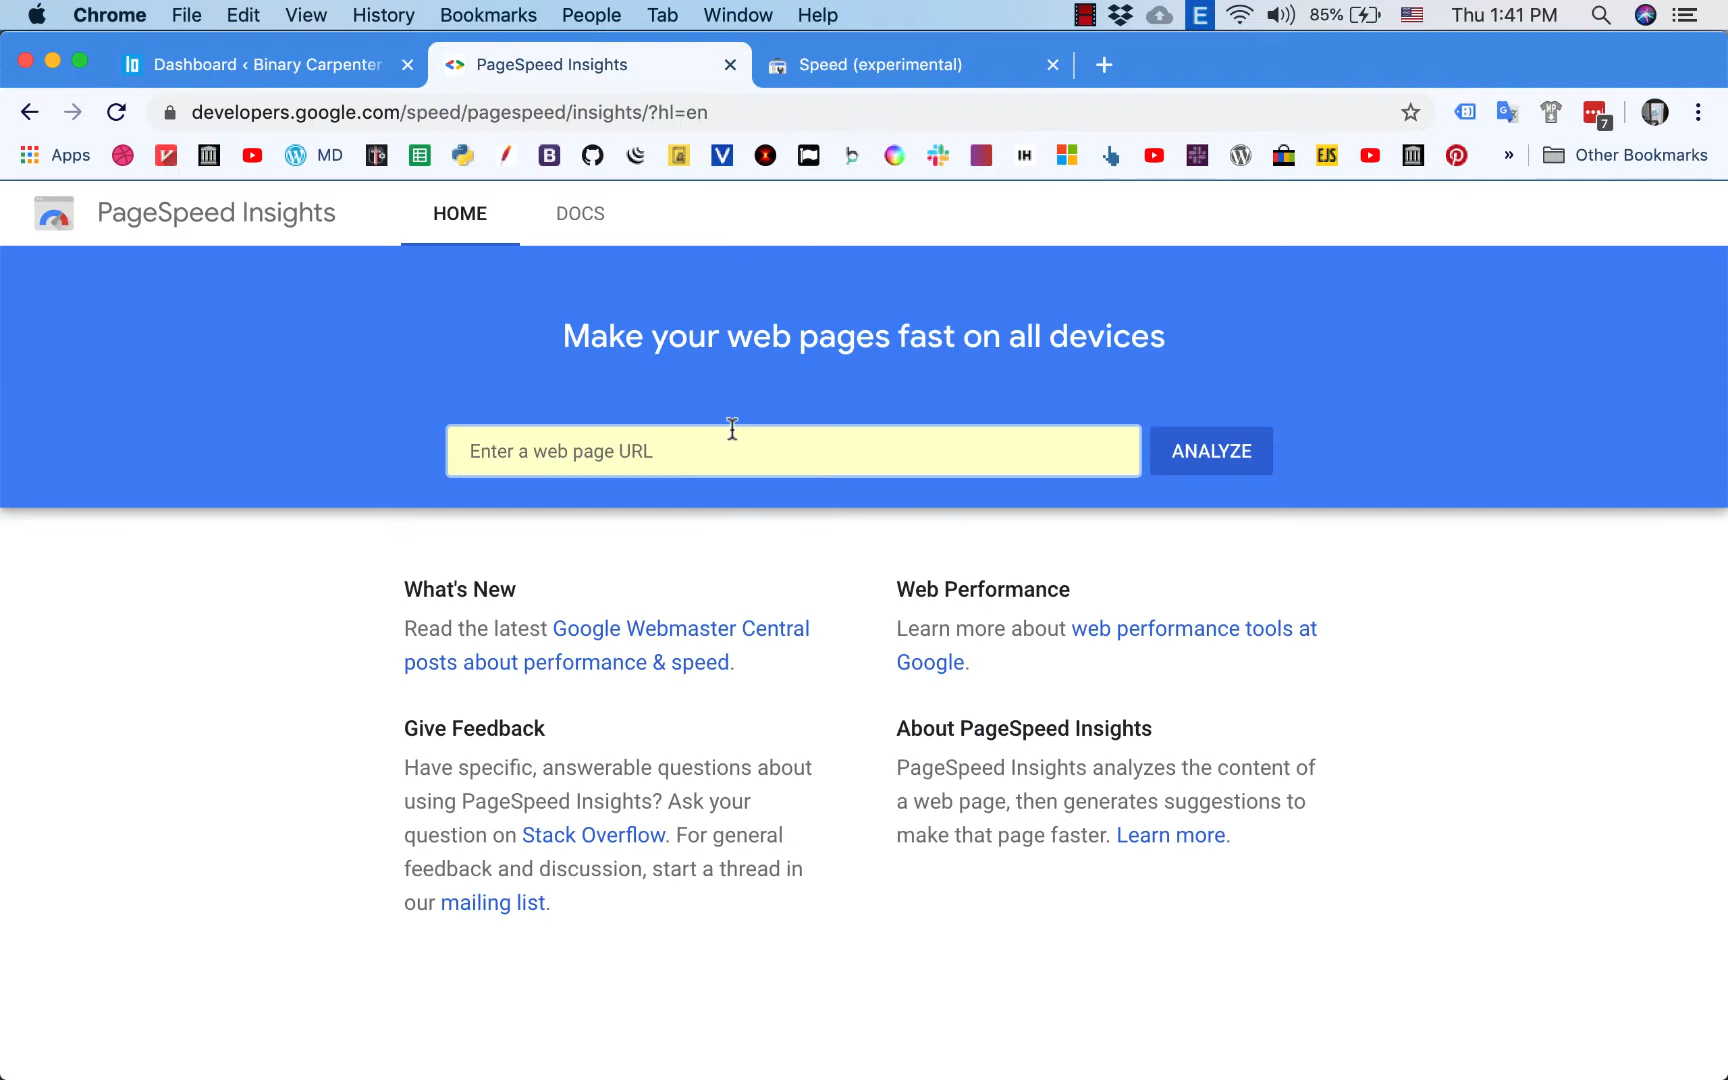 Chrome File Edit View History Bookmarks People Tab Window Help E 85% Thu 1:41 PM
Dashboard ‹ Binary Carpenter PageSpeed Insights Speed (experimental)
developers.google.com/speed/pagespeed/insights/?hl=en 7
Apps MD B V IH EJS » Other Bookmarks
PageSpeed Insights HOME DOCS
Make your web pages fast on all devices
Enter a web page URL ANALYZE
What's New
Read the latest Google Webmaster Central
posts about performance & speed.
Web Performance
Learn more about web performance tools at
Google.
Give Feedback
Have specific, answerable questions about
using PageSpeed Insights? Ask your
question on Stack Overflow. For general
feedback and discussion, start a thread in
our mailing list.
About PageSpeed Insights
PageSpeed Insights analyzes the content of
a web page, then generates suggestions to
make that page faster. Learn more.